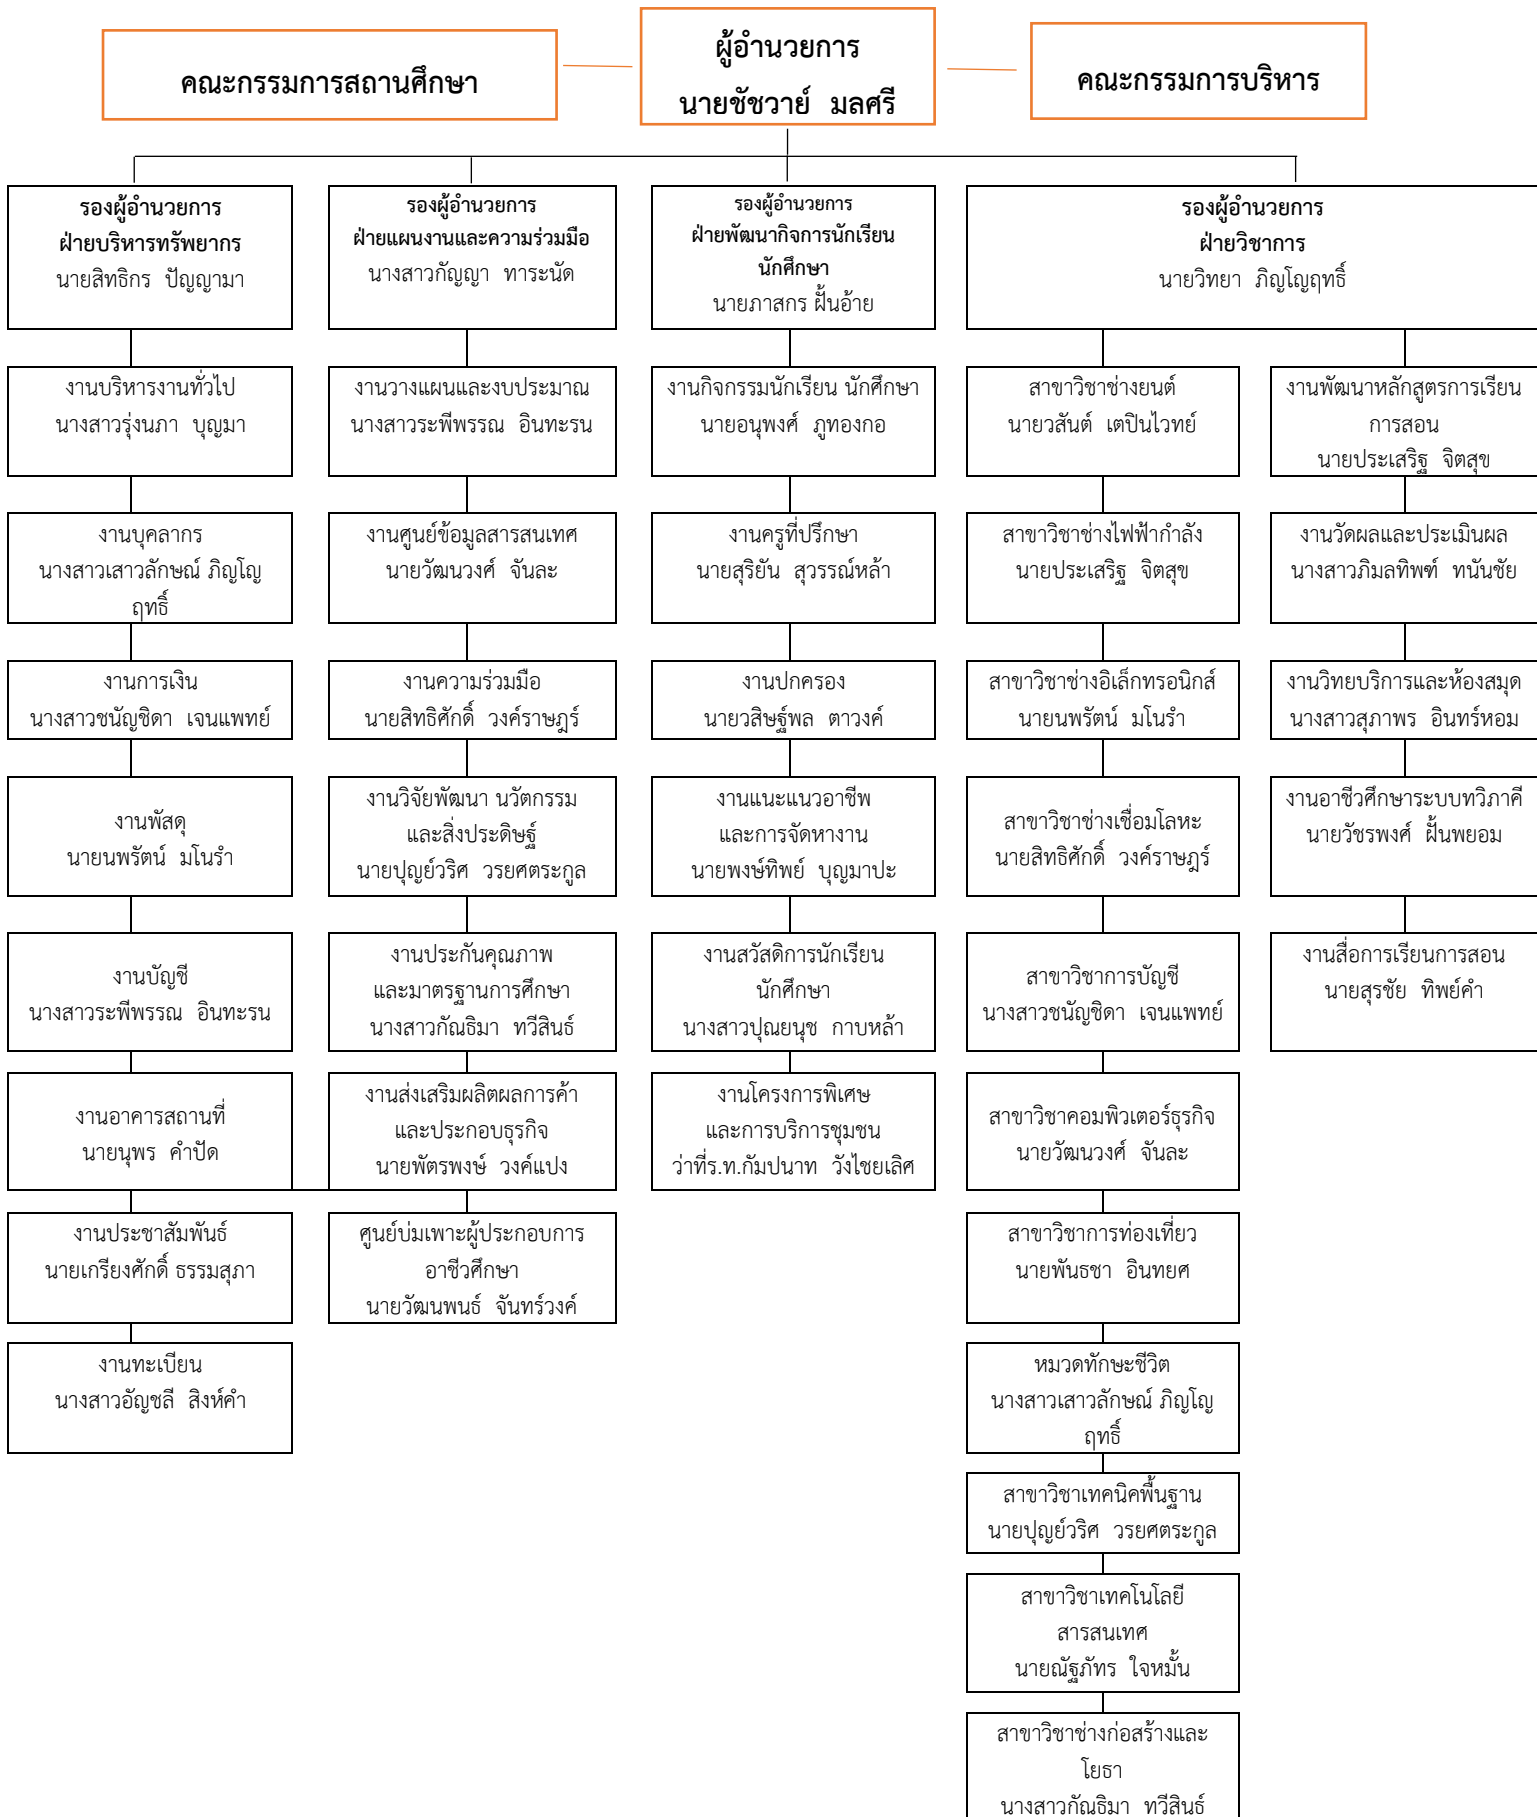 คณะกรรมการสถานศึกษา
ผู้อำนวยการ
นายชัชวาย์ มลศรี
คณะกรรมการบริหาร
รองผู้อำนวยการ
ฝ่ายบริหารทรัพยากร
นายสิทธิกร ปัญญามา
รองผู้อำนวยการ
ฝ่ายแผนงานและความร่วมมือ
นางสาวกัญญา ทาระนัด
รองผู้อำนวยการ
ฝ่ายพัฒนากิจการนักเรียน
นักศึกษา
นายภาสกร ฝั้นอ้าย
รองผู้อำนวยการ
ฝ่ายวิชาการ
นายวิทยา ภิญโญฤทธิ์
งานบริหารงานทั่วไป
นางสาวรุ่งนภา บุญมา
งานวางแผนและงบประมาณ
นางสาวระพีพรรณ อินทะรน
งานกิจกรรมนักเรียน นักศึกษา
นายอนุพงศ์ ภูทองกอ
สาขาวิชาช่างยนต์
นายวสันต์ เตปินไวทย์
งานพัฒนาหลักสูตรการเรียน
การสอน
นายประเสริฐ จิตสุข
งานบุคลากร
นางสาวเสาวลักษณ์ ภิญโญ
ฤทธิ์
งานศูนย์ข้อมูลสารสนเทศ
นายวัฒนวงศ์ จันละ
งานครูที่ปรึกษา
นายสุริยัน สุวรรณ์หล้า
สาขาวิชาช่างไฟฟ้ากำลัง
นายประเสริฐ จิตสุข
งานวัดผลและประเมินผล
นางสาวภิมลทิพฑ์ ทนันชัย
งานการเงิน
นางสาวชนัญชิดา เจนแพทย์
งานความร่วมมือ
นายสิทธิศักดิ์ วงค์ราษฎร์
งานปกครอง
นายวสิษฐ์พล ตาวงค์
สาขาวิชาช่างอิเล็กทรอนิกส์
นายนพรัตน์ มโนรำ
งานวิทยบริการและห้องสมุด
นางสาวสุภาพร อินทร์หอม
งานพัสดุ
นายนพรัตน์ มโนรำ
งานวิจัยพัฒนา นวัตกรรม
และสิ่งประดิษฐ์
นายปุญย์วริศ วรยศตระกูล
งานแนะแนวอาชีพ
และการจัดหางาน
นายพงษ์ทิพย์ บุญมาปะ
สาขาวิชาช่างเชื่อมโลหะ
นายสิทธิศักดิ์ วงค์ราษฎร์
งานอาชีวศึกษาระบบทวิภาคี
นายวัชรพงศ์ ฝั้นพยอม
งานบัญชี
นางสาวระพีพรรณ อินทะรน
งานประกันคุณภาพ
และมาตรฐานการศึกษา
นางสาวกัณธิมา ทวีสินธ์
งานสวัสดิการนักเรียน
นักศึกษา
นางสาวปุณยนุช กาบหล้า
สาขาวิชาการบัญชี
นางสาวชนัญชิดา เจนแพทย์
งานสื่อการเรียนการสอน
นายสุรชัย ทิพย์คำ
งานอาคารสถานที่
นายนุพร คำปัด
งานส่งเสริมผลิตผลการค้า
และประกอบธุรกิจ
นายพัตรพงษ์ วงค์แปง
งานโครงการพิเศษ
และการบริการชุมชน
ว่าที่ร.ท.กัมปนาท วังไชยเลิศ
สาขาวิชาคอมพิวเตอร์ธุรกิจ
นายวัฒนวงศ์ จันละ
งานประชาสัมพันธ์
นายเกรียงศักดิ์ ธรรมสุภา
ศูนย์บ่มเพาะผู้ประกอบการ
อาชีวศึกษา
นายวัฒนพนธ์ จันทร์วงค์
สาขาวิชาการท่องเที่ยว
นายพันธชา อินทยศ
งานทะเบียน
นางสาวอัญชลี สิงห์คำ
หมวดทักษะชีวิต
นางสาวเสาวลักษณ์ ภิญโญ
ฤทธิ์
สาขาวิชาเทคนิคพื้นฐาน
นายปุญย์วริศ วรยศตระกูล
สาขาวิชาเทคโนโลยี
สารสนเทศ
นายณัฐภัทร ใจหมั้น
สาขาวิชาช่างก่อสร้างและ
โยธา
นางสาวกัณธิมา ทวีสินธ์